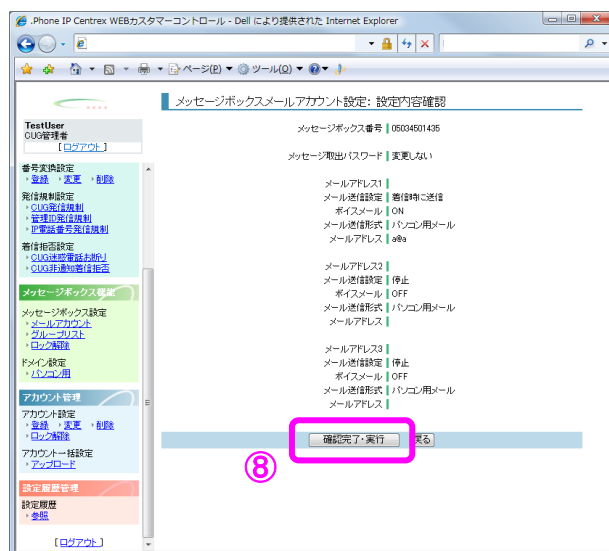 .Phone IP Centrex WEBカスタマーコントロール - Dell により提供された Internet Explorer
ページ(P) ツール(O)
メッセージボックスメールアカウント設定: 設定内容確認
TestUser
CUG管理者
[ログアウト]
番号変換設定
登録 変更 削除
発信規制設定
CUG発信規制
管理ID発信規制
IP電話番号発信規制
着信拒否設定
CUG迷惑電話お断り
CUG非通知着信拒否
メッセージボックス機能
メッセージボックス設定
メールアカウント
グループリスト
ロック解除
ドメイン設定
パソコン用
アカウント管理
アカウント設定
登録 変更 削除
ロック解除
アカウント一括設定
アップロード
設定履歴管理
設定履歴
参照
[ログアウト]
メッセージボックス番号 05034501435
メッセージ取出パスワード 変更しない
メールアドレス1
メール送信設定 着信時に送信
ボイスメール ON
メール送信形式 パソコン用メール
メールアドレス a@a
メールアドレス2
メール送信設定 停止
ボイスメール OFF
メール送信形式 パソコン用メール
メールアドレス
メールアドレス3
メール送信設定 停止
ボイスメール OFF
メール送信形式 パソコン用メール
メールアドレス
確認完了・実行 戻る
⑧